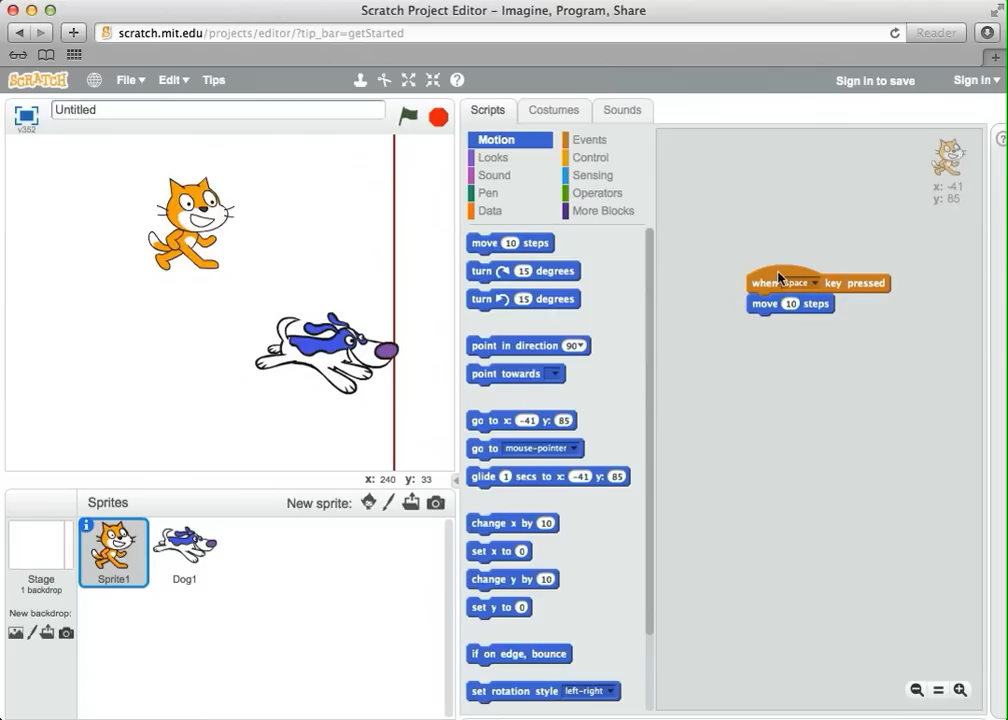 Scratch Project Editor - Imagine, Program, Share
scratch.mit.edu/projects/editor/?tip_bar=getStarted
Reader
SCRATCH
File Edit Tips
Sign in to save
Sign in
v352
Untitled
Scripts Costumes Sounds
Motion Events
Looks Control
Sound Sensing
Pen Operators
Data More Blocks
x: -41
y: 85
move 10 steps
turn 15 degrees
turn 15 degrees
point in direction 90
point towards
go to x: -41 y: 85
go to mouse-pointer
glide 1 secs to x: -41 y: 85
change x by 10
set x to 0
change y by 10
set y to 0
if on edge, bounce
set rotation style left-right
when space key pressed
move 10 steps
x: 240 y: 33
Sprites New sprite:
Stage
1 backdrop
New backdrop:
Sprite1
Dog1